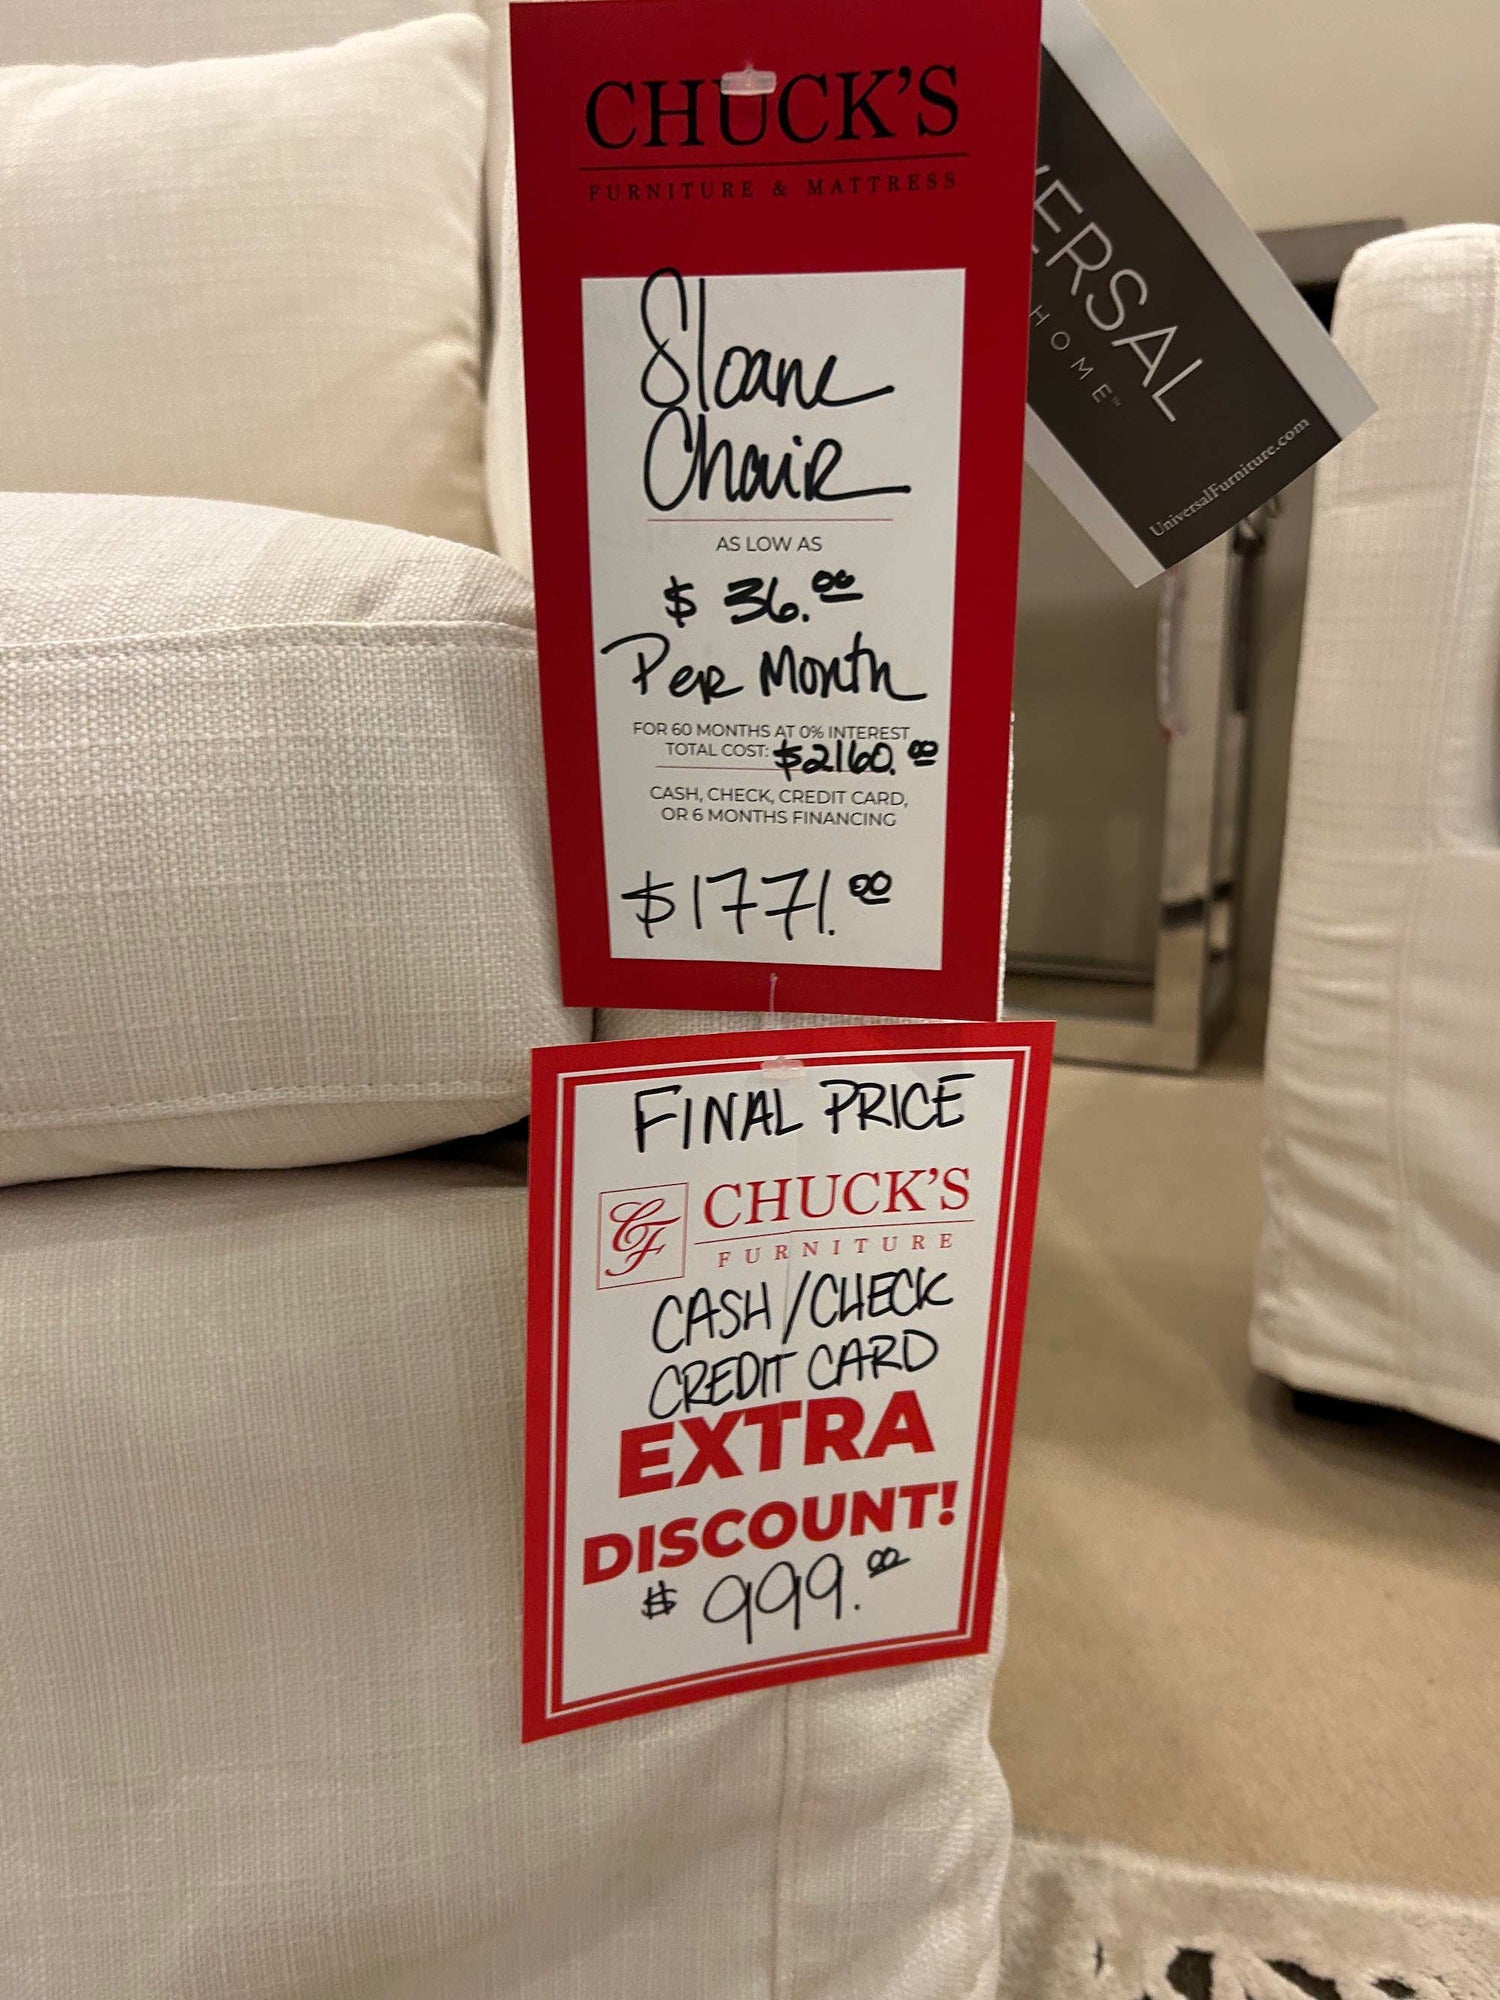 CHUCK'S
FURNITURE & MATTRESS
Sloane
Chair
AS LOW AS
$ 36.00
Per Month
FOR 60 MONTHS AT 0% INTEREST
TOTAL COST: $2160.00
CASH, CHECK, CREDIT CARD,
OR 6 MONTHS FINANCING
$1771.00
ERSAL
HOME™
UniversalFurniture.com
FINAL PRICE
CF CHUCK'S
FURNITURE
CASH/CHECK
CREDIT CARD
EXTRA
DISCOUNT!
$ 999.00